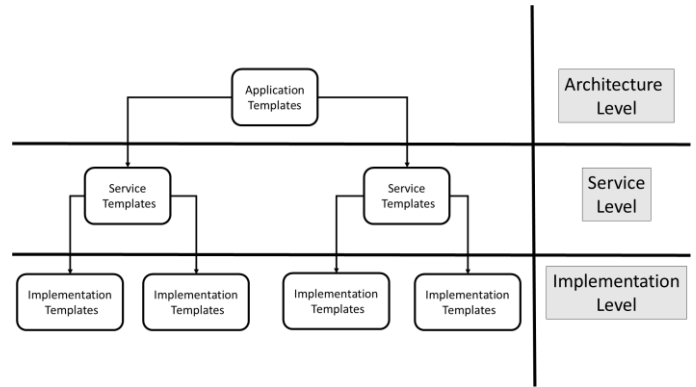 Application
Templates
Architecture
Level
Service
Templates
Service
Templates
Service
Level
Implementation
Templates
Implementation
Templates
Implementation
Templates
Implementation
Templates
Implementation
Level